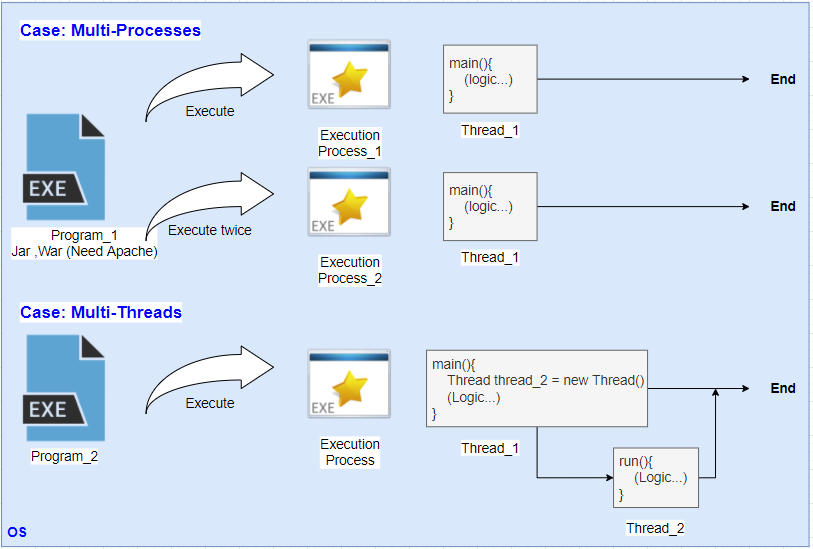 Case: Multi-Processes
Execute
EXE
Execution
Process_1
main(){
(logic...)
}
Thread_1
End
EXE
Program_1
Jar ,War (Need Apache)
Execute twice
EXE
Execution
Process_2
main(){
(logic...)
}
Thread_1
End
Case: Multi-Threads
EXE
Program_2
Execute
EXE
Execution
Process
main(){
Thread thread_2 = new Thread()
(Logic...)
}
Thread_1
End
run(){
(Logic...)
}
Thread_2
OS